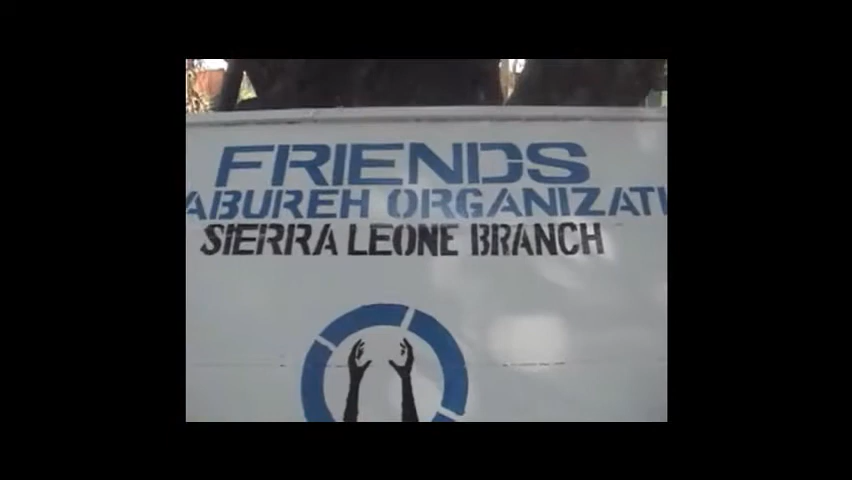 FRIENDS
ABUREH ORGANIZATI
SIERRA LEONE BRANCH